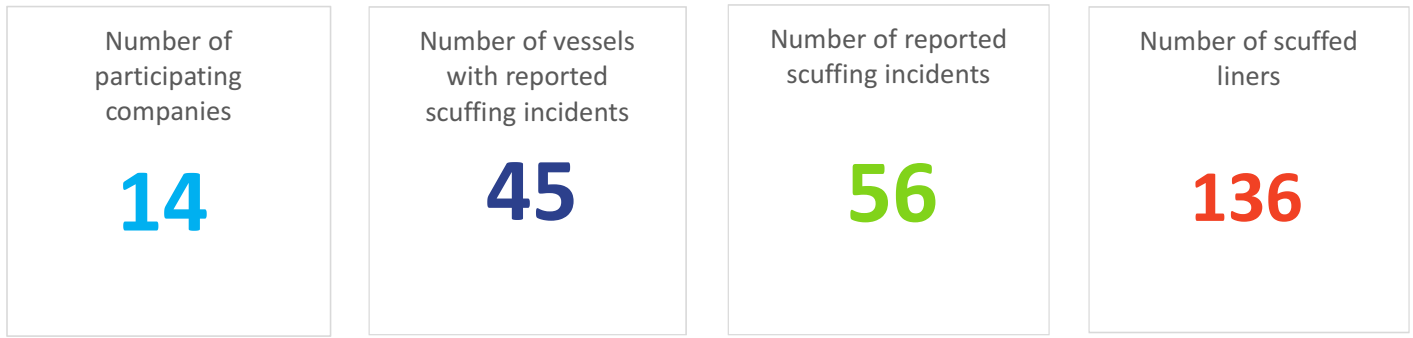 Number of
participating
companies
14
Number of vessels
with reported
scuffing incidents
45
Number of reported
scuffing incidents
56
Number of scuffed
liners
136